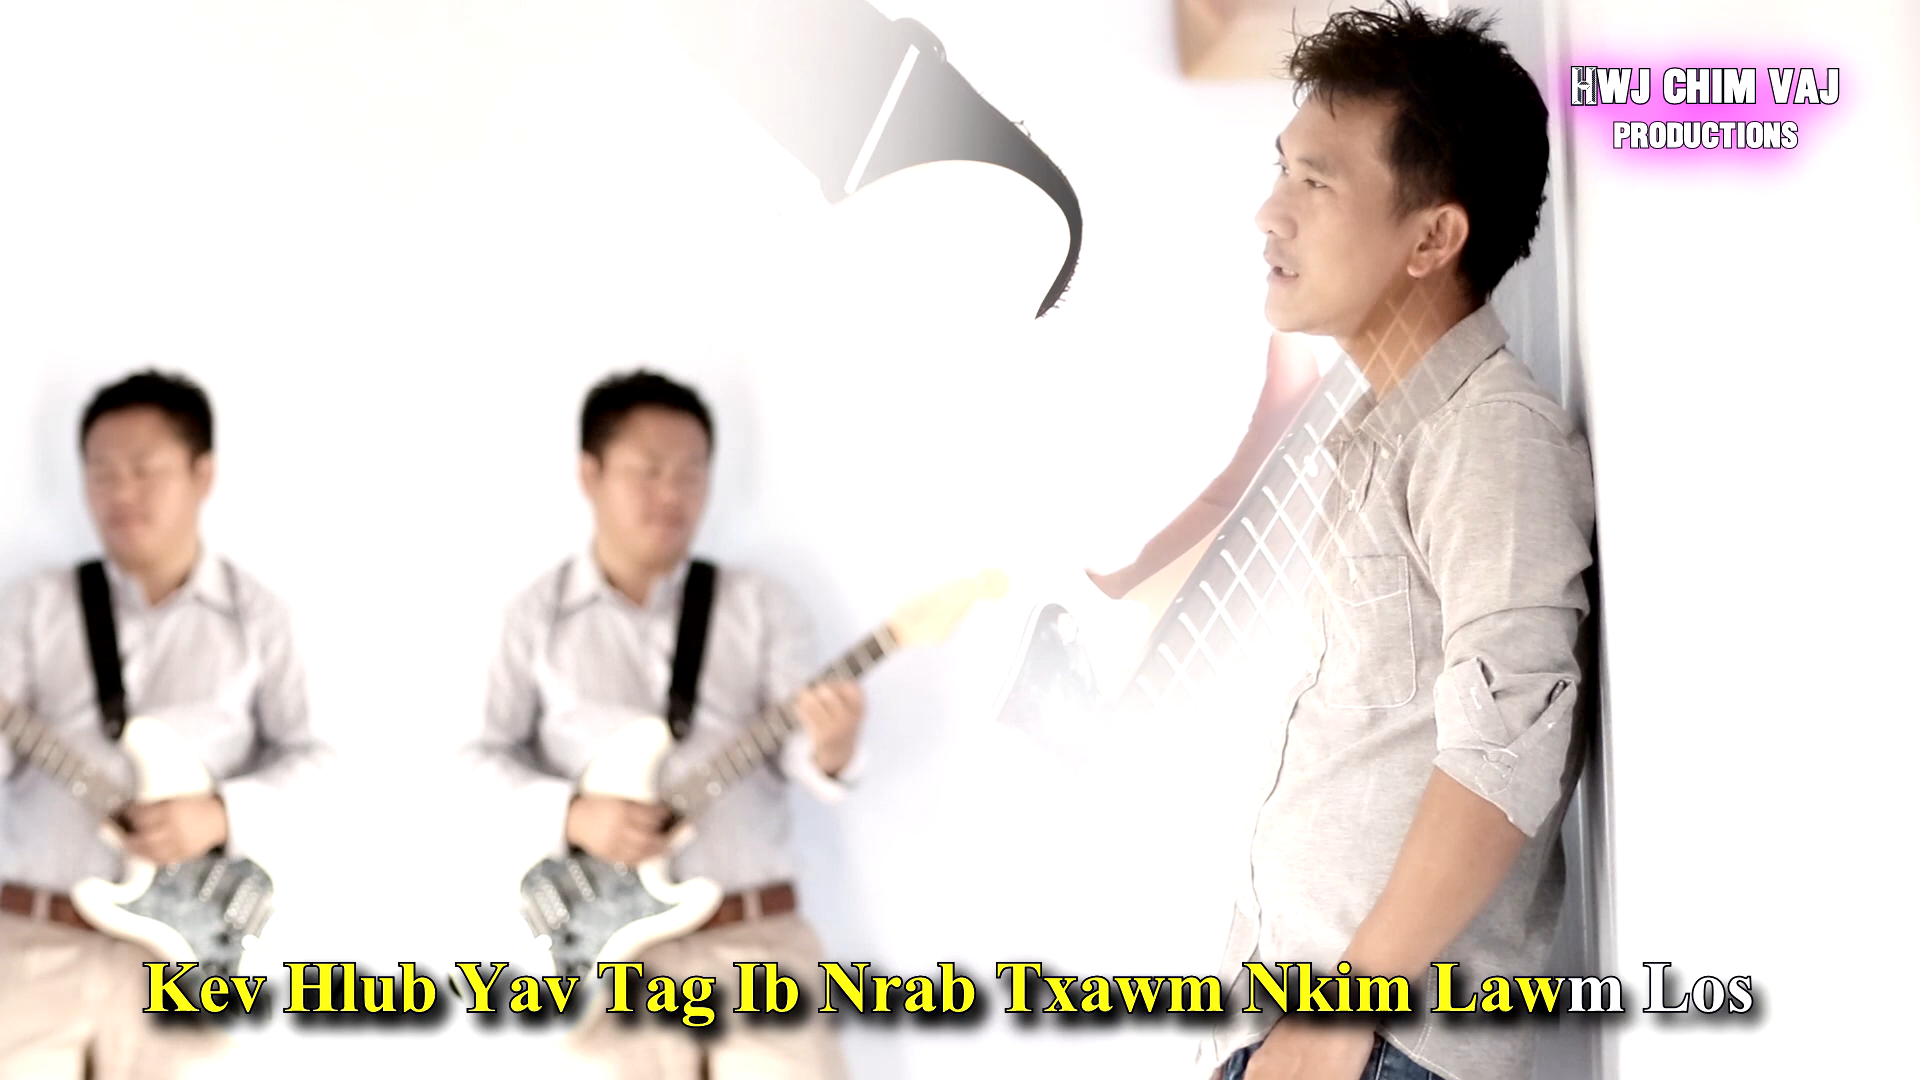 HWJ CHIM VAJ
PRODUCTIONS
Kev Hlub Yav Tag Ib Nrab Txawm Nkim Lawm Los